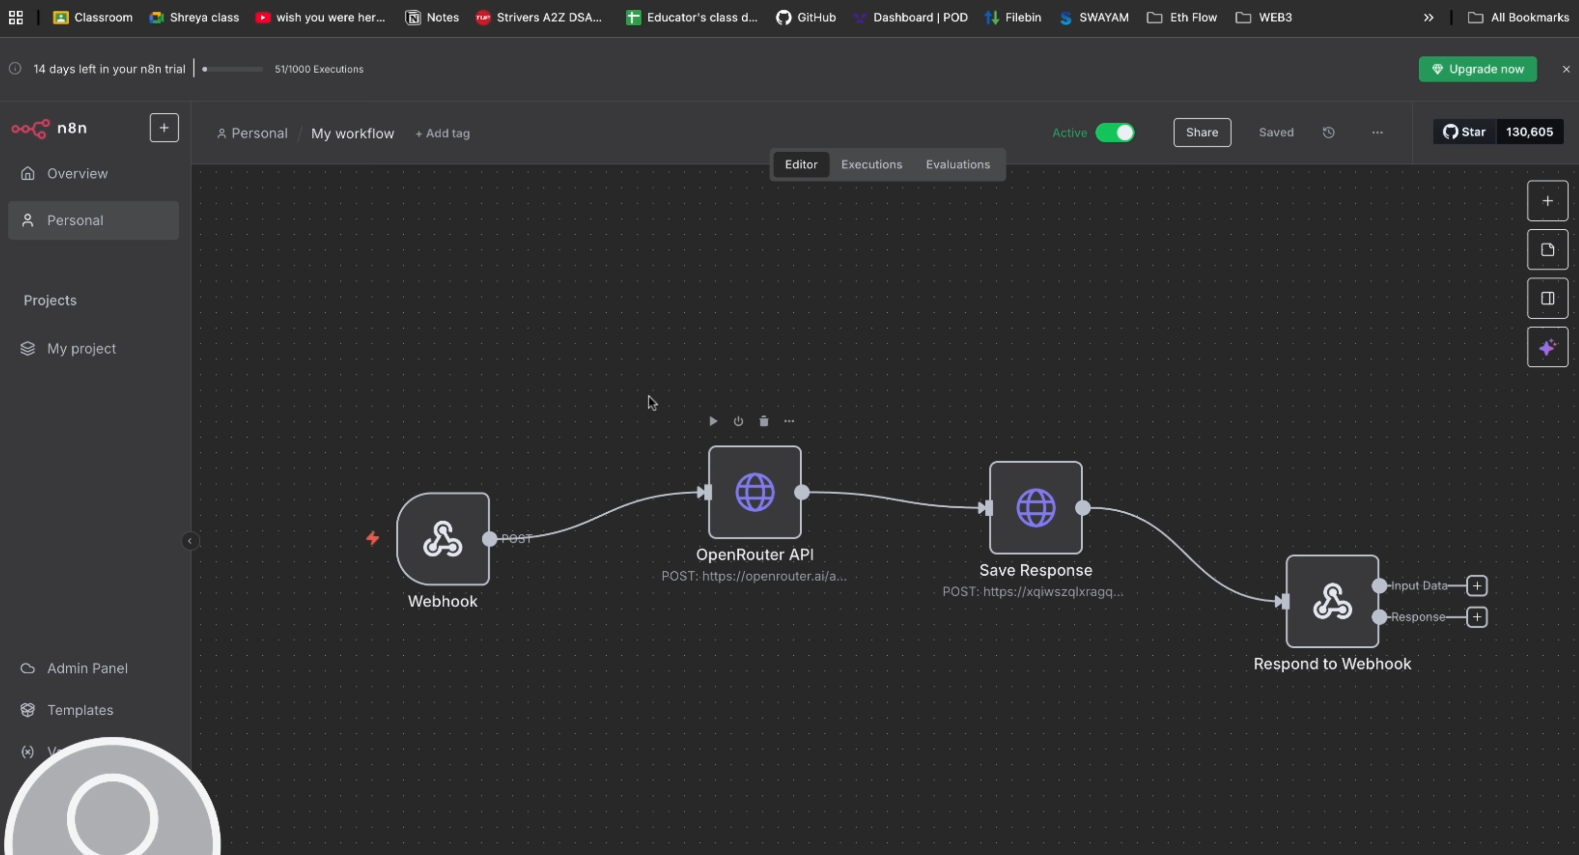 Classroom Shreya class wish you were her... Notes Strivers A2Z DSA... Educator's class d... GitHub Dashboard | POD Filebin SWAYAM Eth Flow WEB3 » All Bookmarks
14 days left in your n8n trial 51/1000 Executions Upgrade now
n8n
Personal / My workflow + Add tag Active Share Saved ... Star 130,605
Editor Executions Evaluations
Overview
Personal
Projects
My project
POST
OpenRouter API
POST: https://openrouter.ai/a...
Save Response
POST: https://xqiwszqlxragq...
Webhook
Input Data
Response
Respond to Webhook
Admin Panel
Templates